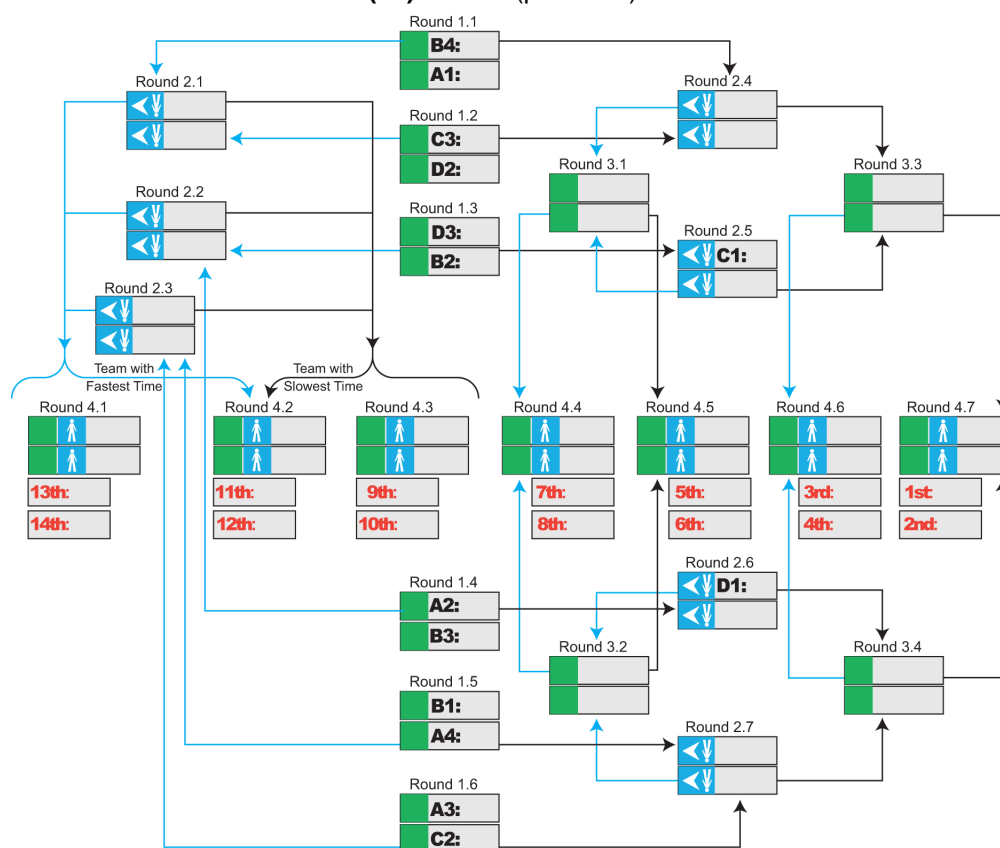 Round 1.1
B4:
A1:
Round 2.1
Round 2.4
Round 1.2
C3:
D2:
Round 3.1
Round 3.3
Round 2.2
Round 1.3
D3:
B2:
Round 2.5
C1:
Round 2.3
Team with
Fastest Time
Team with
Slowest Time
Round 4.1
Round 4.2
Round 4.3
Round 4.4
Round 4.5
Round 4.6
Round 4.7
13th:
11th:
9th:
7th:
5th:
3rd:
1st:
14th:
12th:
10th:
8th:
6th:
4th:
2nd:
Round 2.6
D1:
Round 1.4
A2:
B3:
Round 3.2
Round 3.4
Round 1.5
B1:
A4:
Round 2.7
Round 1.6
A3:
C2: